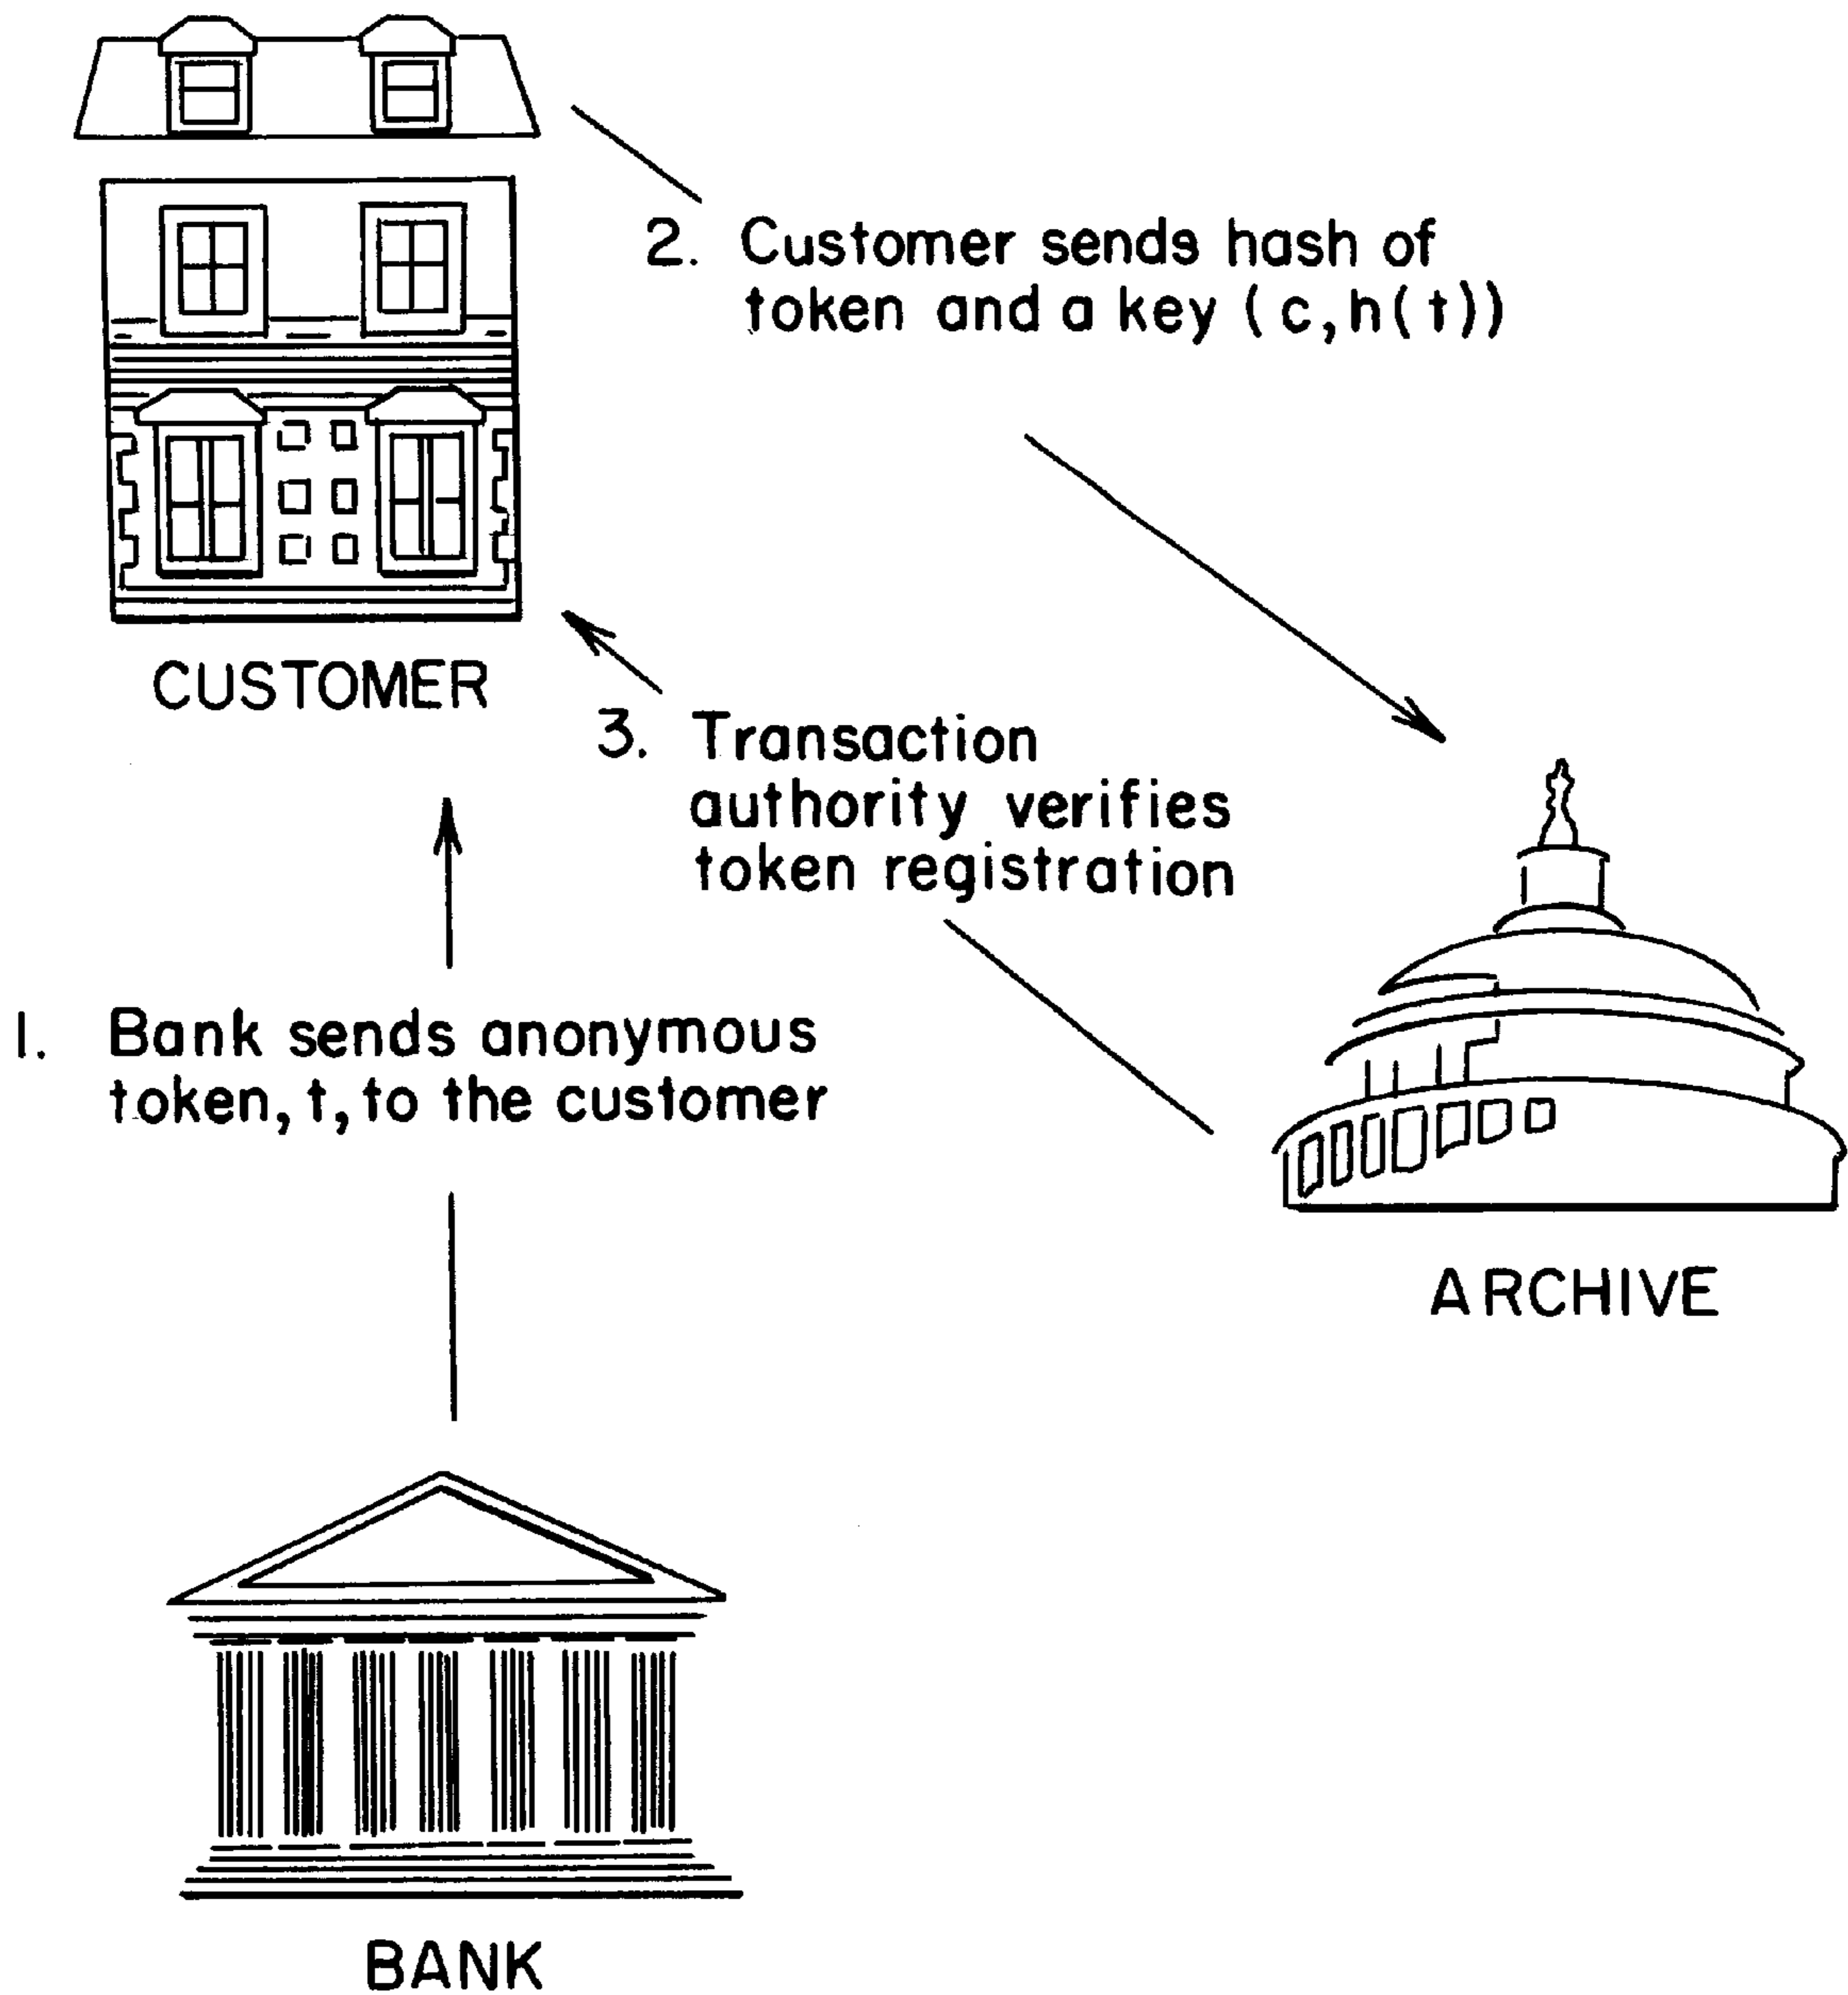 2. Customer sends hash of
token and a key (c,h(t))
CUSTOMER
3. Transaction
authority verifies
token registration
1. Bank sends anonymous
token, t, to the customer
ARCHIVE
BANK